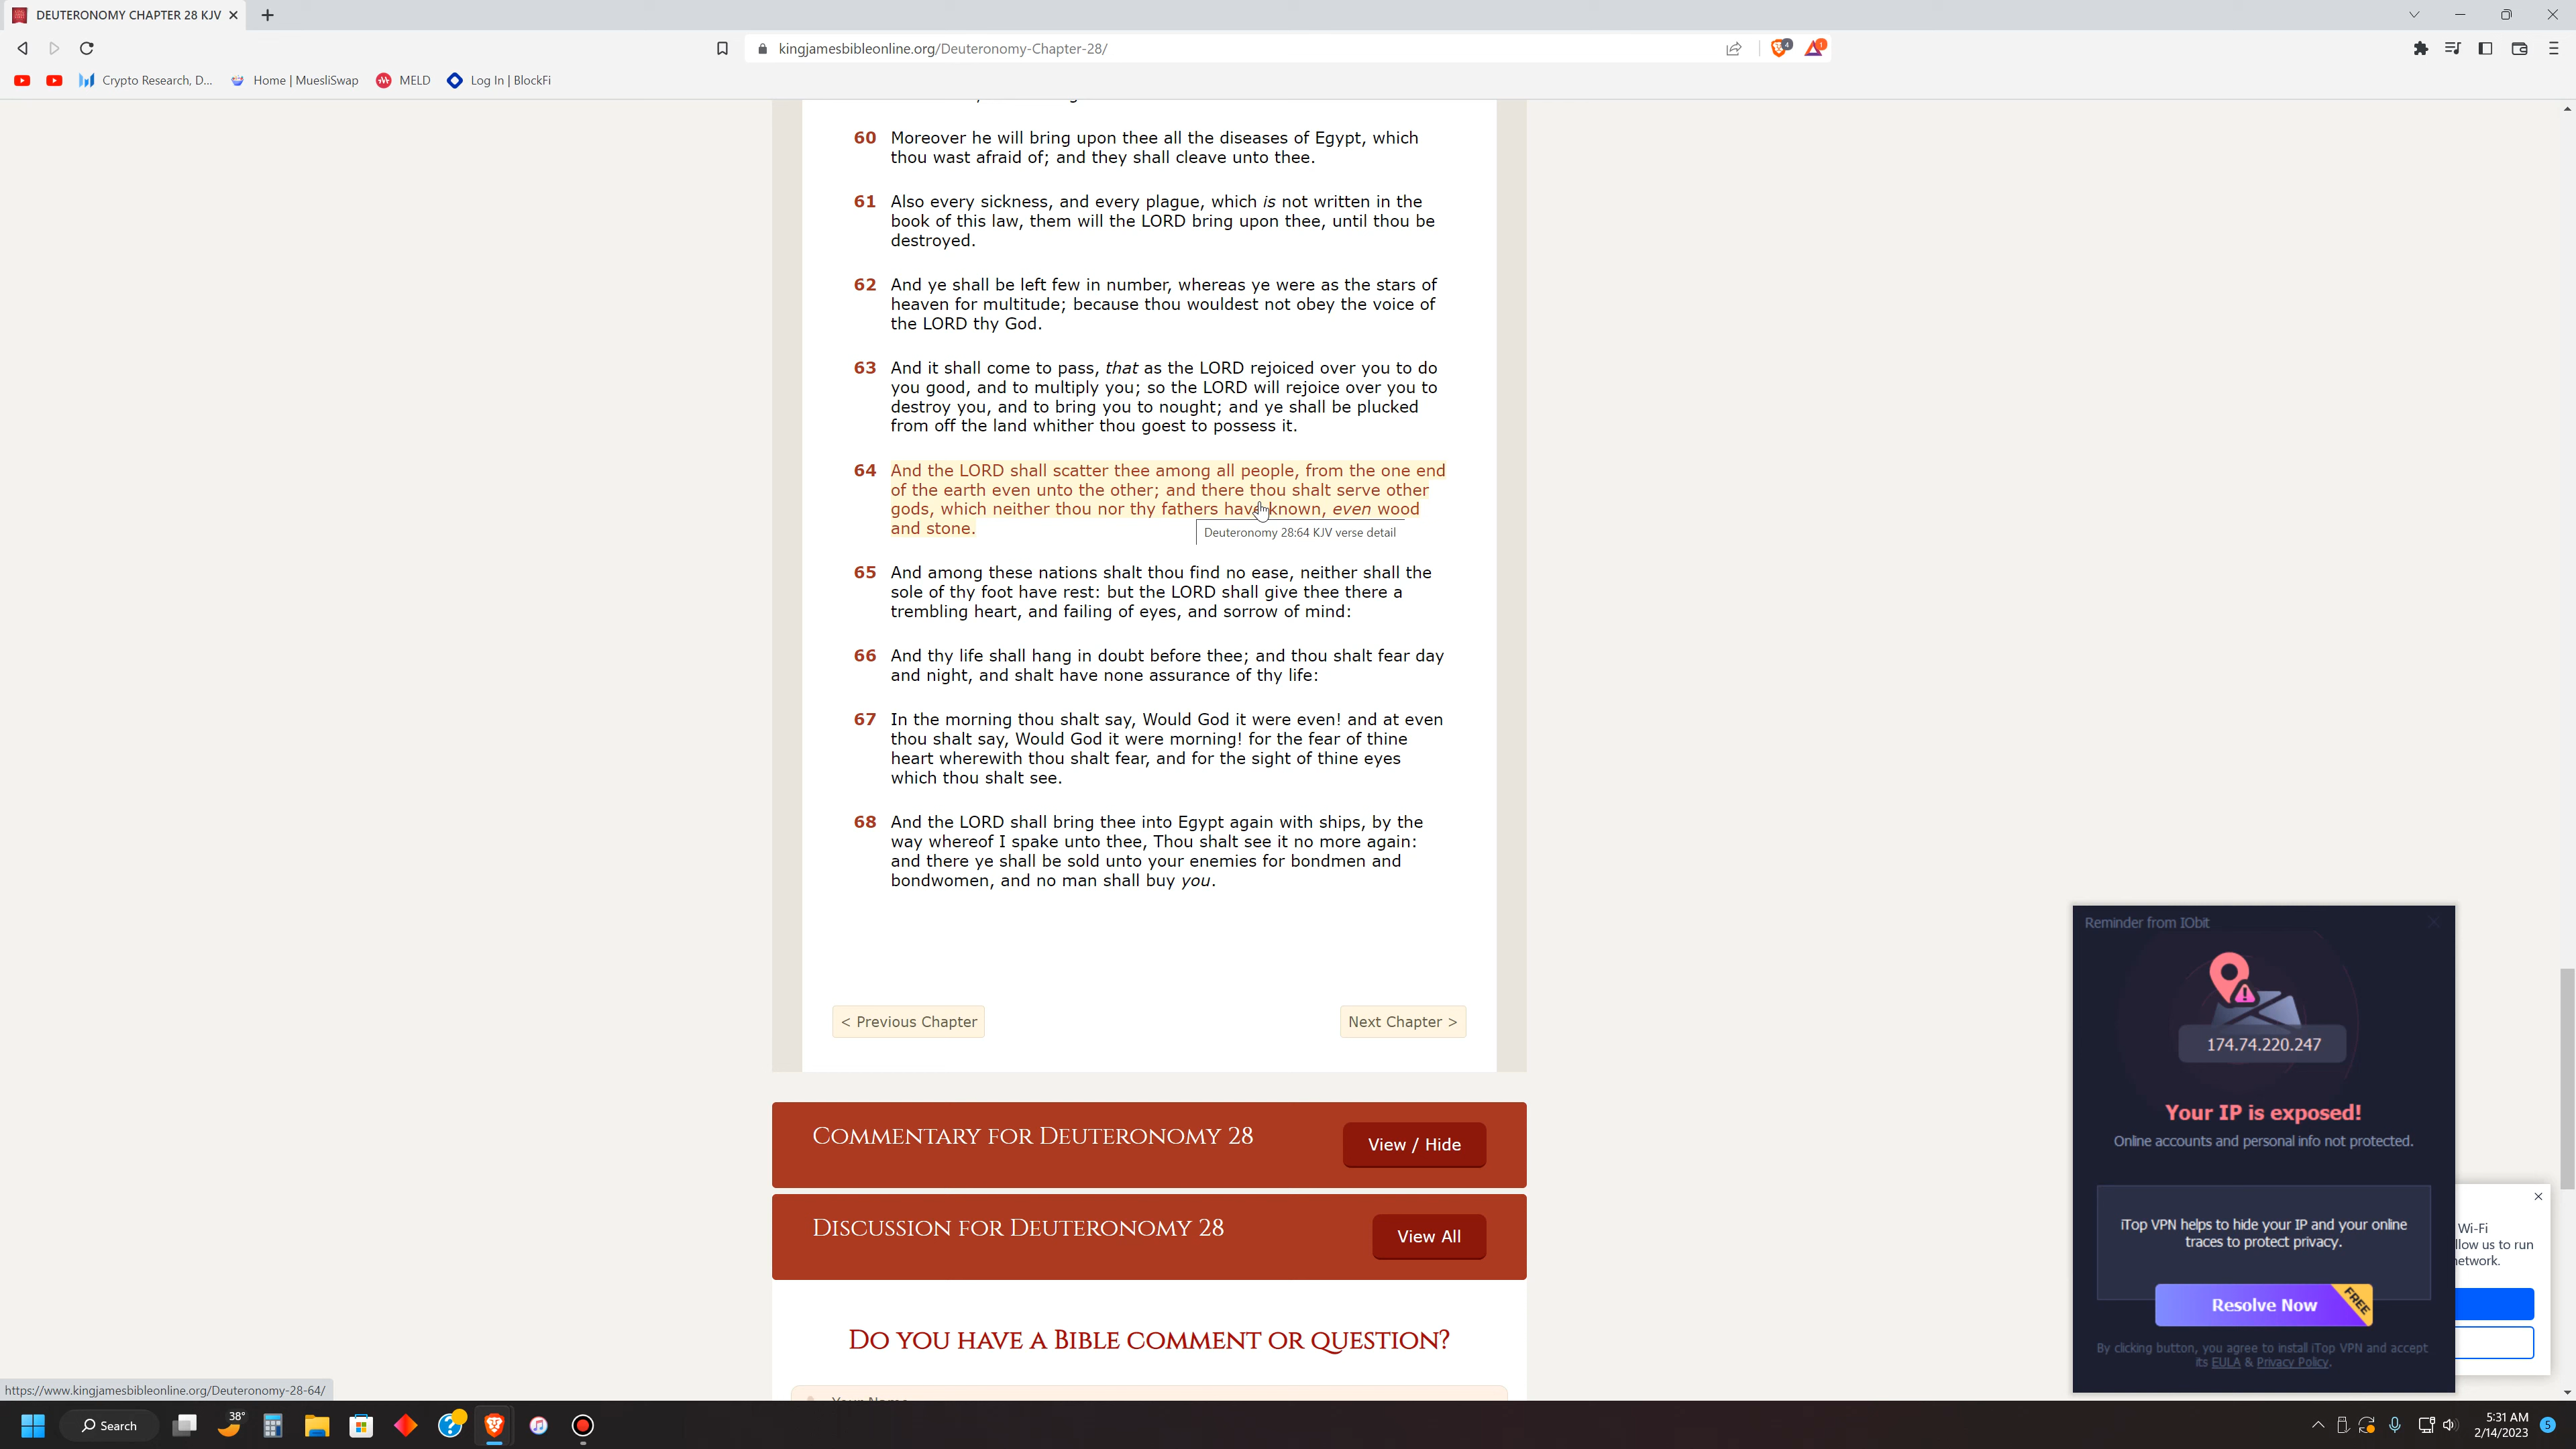 DEUTERONOMY CHAPTER 28 KJV
kingjamesbibleonline.org/Deuteronomy-Chapter-28/
4
1
Crypto Research, D...
Home | MuesliSwap
MELD
Log In | BlockFi
60 Moreover he will bring upon thee all the diseases of Egypt, which
thou wast afraid of; and they shall cleave unto thee.
61 Also every sickness, and every plague, which is not written in the
book of this law, them will the LORD bring upon thee, until thou be
destroyed.
62 And ye shall be left few in number, whereas ye were as the stars of
heaven for multitude; because thou wouldest not obey the voice of
the LORD thy God.
63 And it shall come to pass, that as the LORD rejoiced over you to do
you good, and to multiply you; so the LORD will rejoice over you to
destroy you, and to bring you to nought; and ye shall be plucked
from off the land whither thou goest to possess it.
64 And the LORD shall scatter thee among all people, from the one end
of the earth even unto the other; and there thou shalt serve other
gods, which neither thou nor thy fathers have known, even wood
and stone.
Deuteronomy 28:64 KJV verse detail
65 And among these nations shalt thou find no ease, neither shall the
sole of thy foot have rest: but the LORD shall give thee there a
trembling heart, and failing of eyes, and sorrow of mind:
66 And thy life shall hang in doubt before thee; and thou shalt fear day
and night, and shalt have none assurance of thy life:
67 In the morning thou shalt say, Would God it were even! and at even
thou shalt say, Would God it were morning! for the fear of thine
heart wherewith thou shalt fear, and for the sight of thine eyes
which thou shalt see.
68 And the LORD shall bring thee into Egypt again with ships, by the
way whereof I spake unto thee, Thou shalt see it no more again:
and there ye shall be sold unto your enemies for bondmen and
bondwomen, and no man shall buy you.
< Previous Chapter
Next Chapter >
COMMENTARY FOR DEUTERONOMY 28
View / Hide
DISCUSSION FOR DEUTERONOMY 28
View All
DO YOU HAVE A BIBLE COMMENT OR QUESTION?
Reminder from IObit
174.74.220.247
Your IP is exposed!
Online accounts and personal info not protected.
iTop VPN helps to hide your IP and your online
traces to protect privacy.
Resolve Now
FREE
By clicking button, you agree to install iTop VPN and accept
its EULA & Privacy Policy.
Wi-Fi
llow us to run
network.
https://www.kingjamesbibleonline.org/Deuteronomy-28-64/
Search
38°
5:31 AM
2/14/2023
5